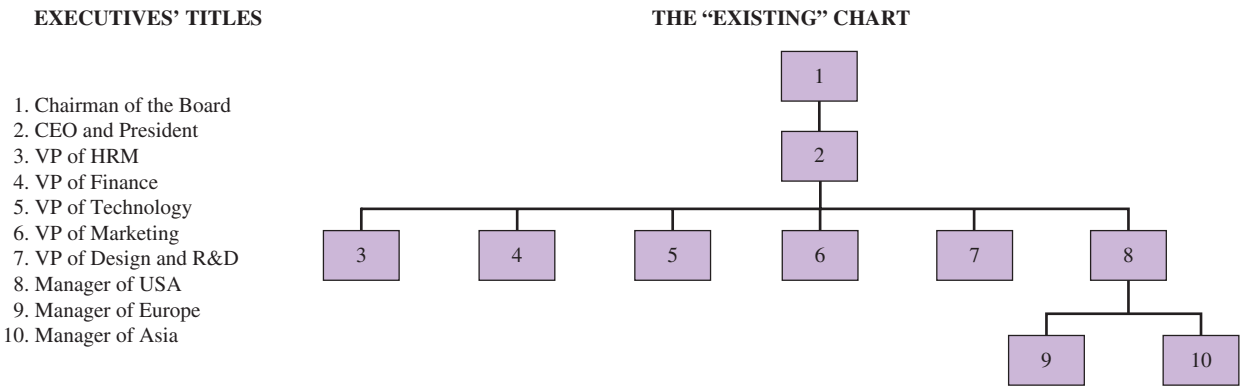 EXECUTIVES’ TITLES
THE “EXISTING” CHART
1. Chairman of the Board
2. CEO and President
3. VP of HRM
4. VP of Finance
5. VP of Technology
6. VP of Marketing
7. VP of Design and R&D
8. Manager of USA
9. Manager of Europe
10. Manager of Asia
1
2
3 4 5 6 7 8
9 10